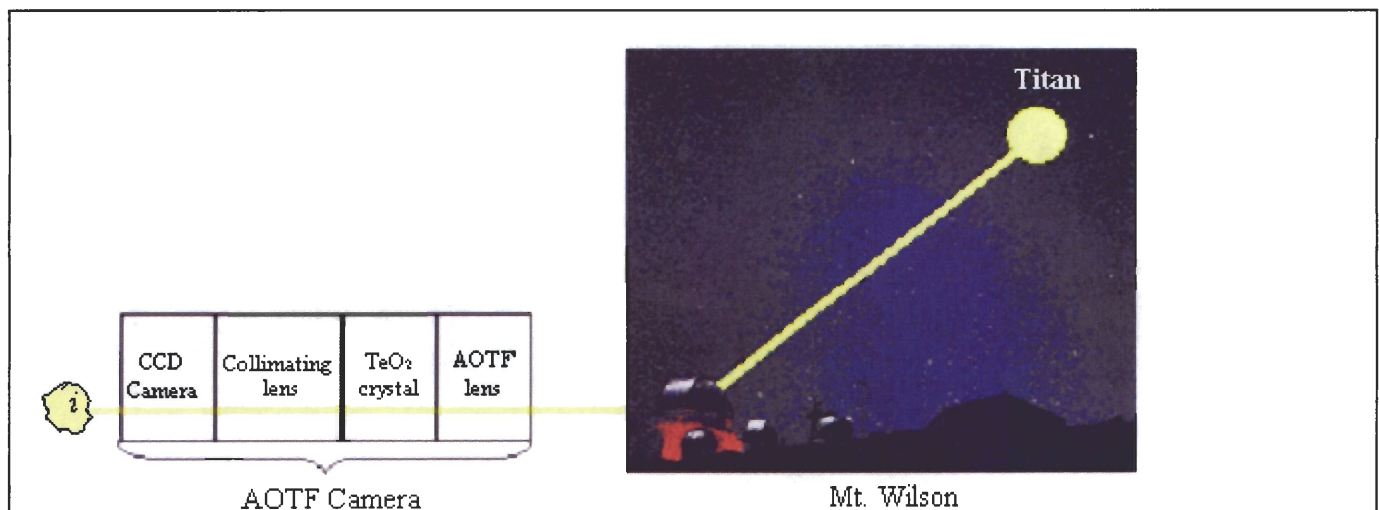 Titan
CCD
Camera
Collimating
lens
TeO₂
crystal
AOTF
lens
i
AOTF Camera
Mt. Wilson